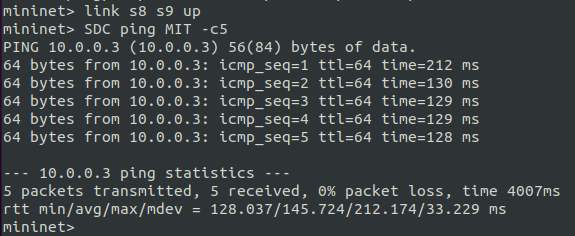 mininet> link s8 s9 up
mininet> SDC ping MIT -c5
PING 10.0.0.3 (10.0.0.3) 56(84) bytes of data.
64 bytes from 10.0.0.3: icmp_seq=1 ttl=64 time=212 ms
64 bytes from 10.0.0.3: icmp_seq=2 ttl=64 time=130 ms
64 bytes from 10.0.0.3: icmp_seq=3 ttl=64 time=129 ms
64 bytes from 10.0.0.3: icmp_seq=4 ttl=64 time=129 ms
64 bytes from 10.0.0.3: icmp_seq=5 ttl=64 time=128 ms
--- 10.0.0.3 ping statistics ---
5 packets transmitted, 5 received, 0% packet loss, time 4007ms
rtt min/avg/max/mdev = 128.037/145.724/212.174/33.229 ms
mininet>